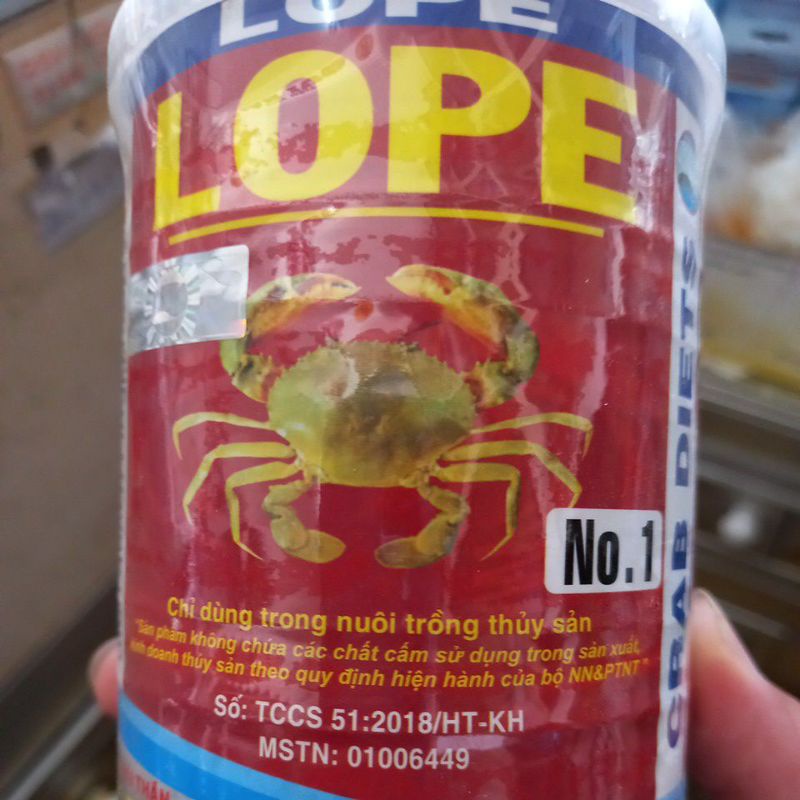 LOPE
LOPE
No.1
CRAB DIETS
Chỉ dùng trong nuôi trồng thủy sản
"Sản phẩm không chứa các chất cấm sử dụng trong sản xuất,
kinh doanh thủy sản theo quy định hiện hành của bộ NN&PTNT"
Số: TCCS 51:2018/HT-KH
MSTN: 01006449